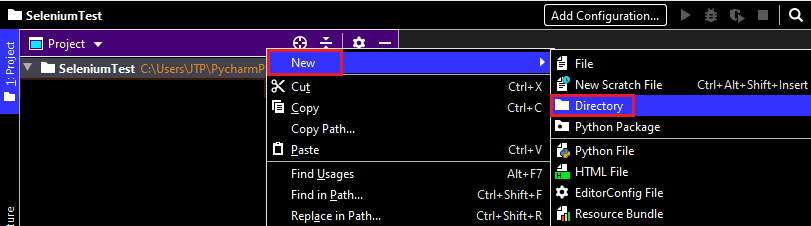 SeleniumTest
Add Configuration...
1: Project
Project
SeleniumTest C:\Users\JTP\PycharmP
New
Cut Ctrl+X
Copy Ctrl+C
Copy Path...
Paste Ctrl+V
Find Usages Alt+F7
Find in Path... Ctrl+Shift+F
Replace in Path... Ctrl+Shift+R
File
New Scratch File Ctrl+Alt+Shift+Insert
Directory
Python Package
Python File
HTML File
EditorConfig File
Resource Bundle
ture